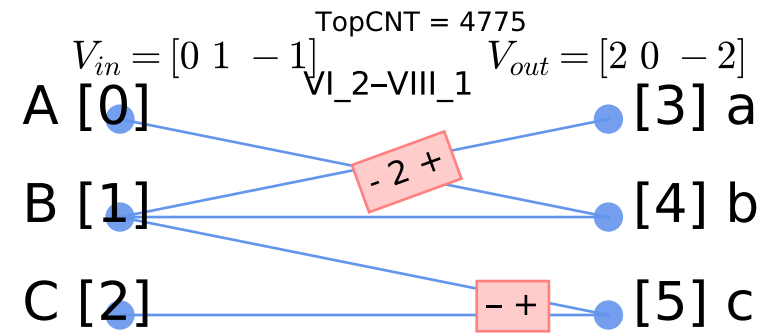 TopCNT = 4775
V_in = [0 1 −1] V_out = [2 0 −2]
VI_2–VIII_1
A [0] [3] a
- 2 +
B [1] [4] b
C [2] – + [5] c